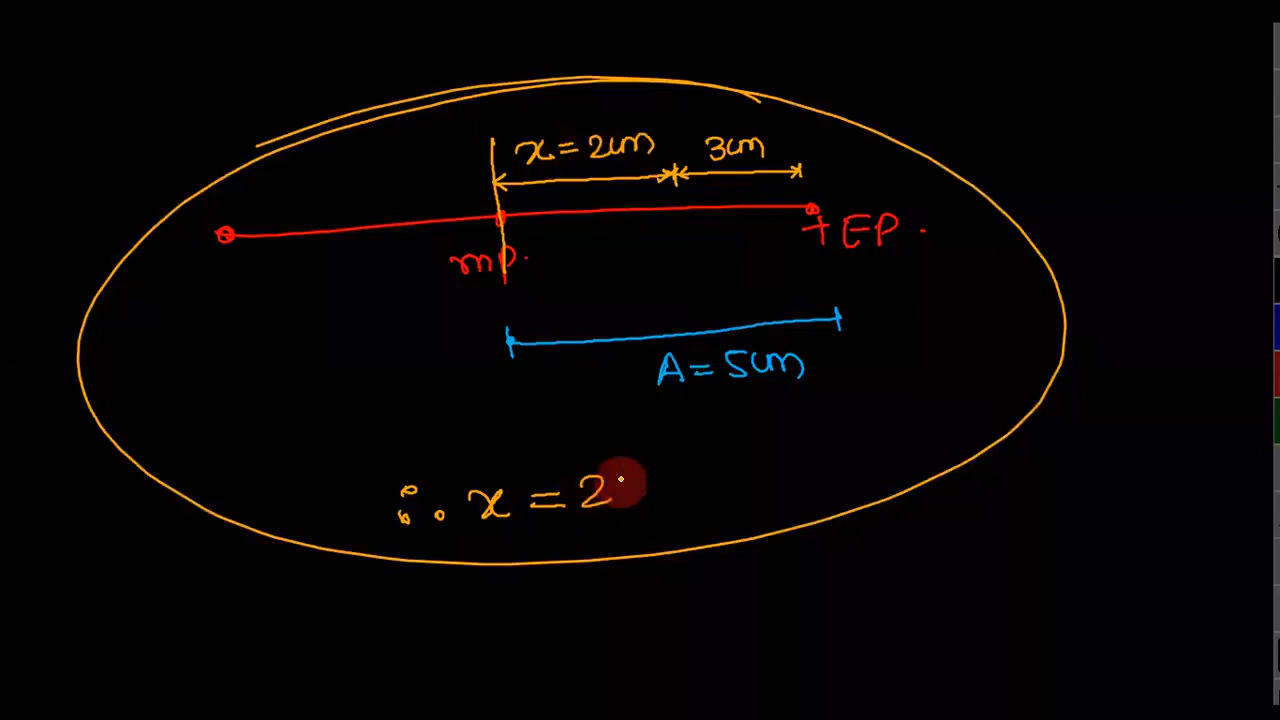 x = 2cm 3cm
mp.
+EP.
A = 5cm
∴ x = 2